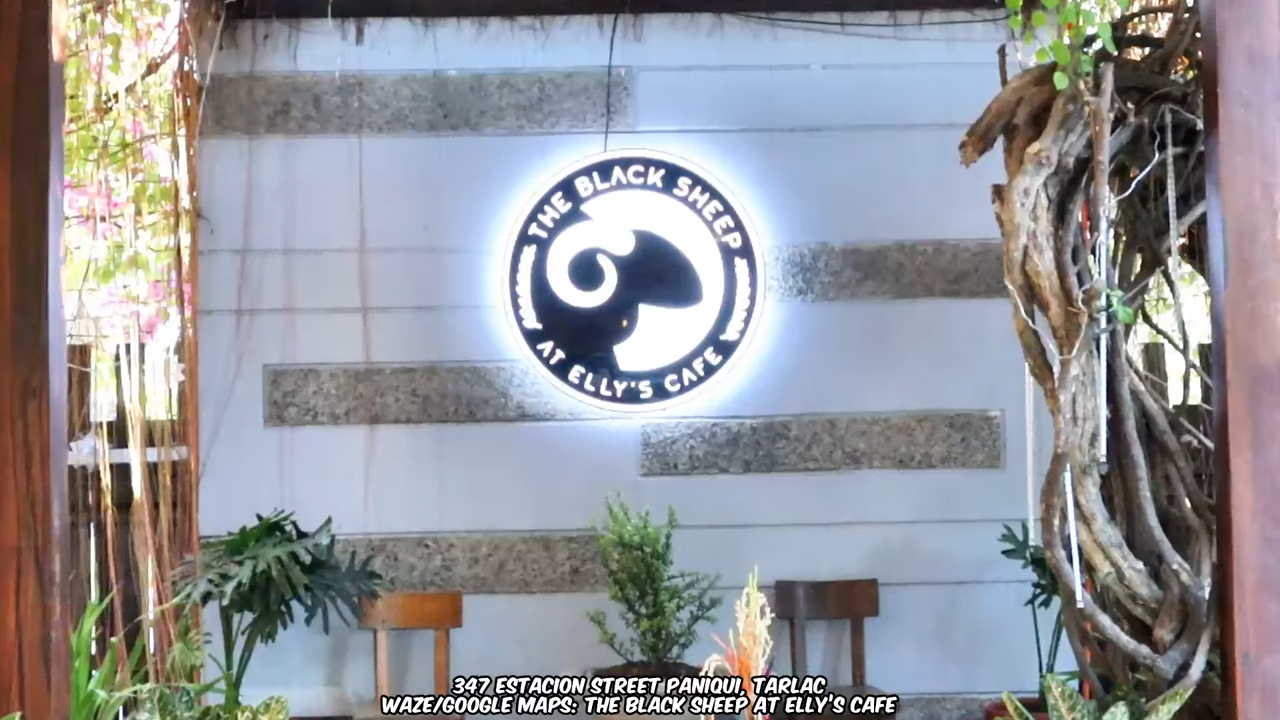 THE BLACK SHEEP
AT ELLY'S CAFE
347 ESTACION STREET PANIQUI, TARLAC
WAZE/GOOGLE MAPS: THE BLACK SHEEP AT ELLY'S CAFE